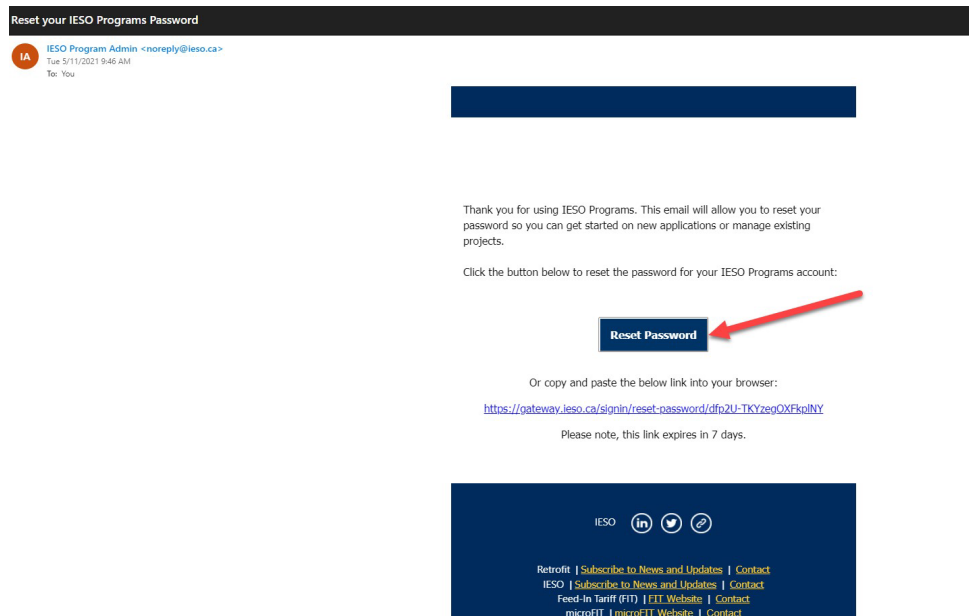 Reset your IESO Programs Password
IA
IESO Program Admin <noreply@ieso.ca>
Tue 5/11/2021 9:46 AM
To: You
Thank you for using IESO Programs. This email will allow you to reset your
password so you can get started on new applications or manage existing
projects.
Click the button below to reset the password for your IESO Programs account:
Reset Password
Or copy and paste the below link into your browser:
https://gateway.ieso.ca/signin/reset-password/dfp2U-TKYzegOXFkplNY
Please note, this link expires in 7 days.
IESO in
Retrofit | Subscribe to News and Updates | Contact
IESO | Subscribe to News and Updates | Contact
Feed-In Tariff (FIT) | FIT Website | Contact
microFIT | microFIT Website | Contact